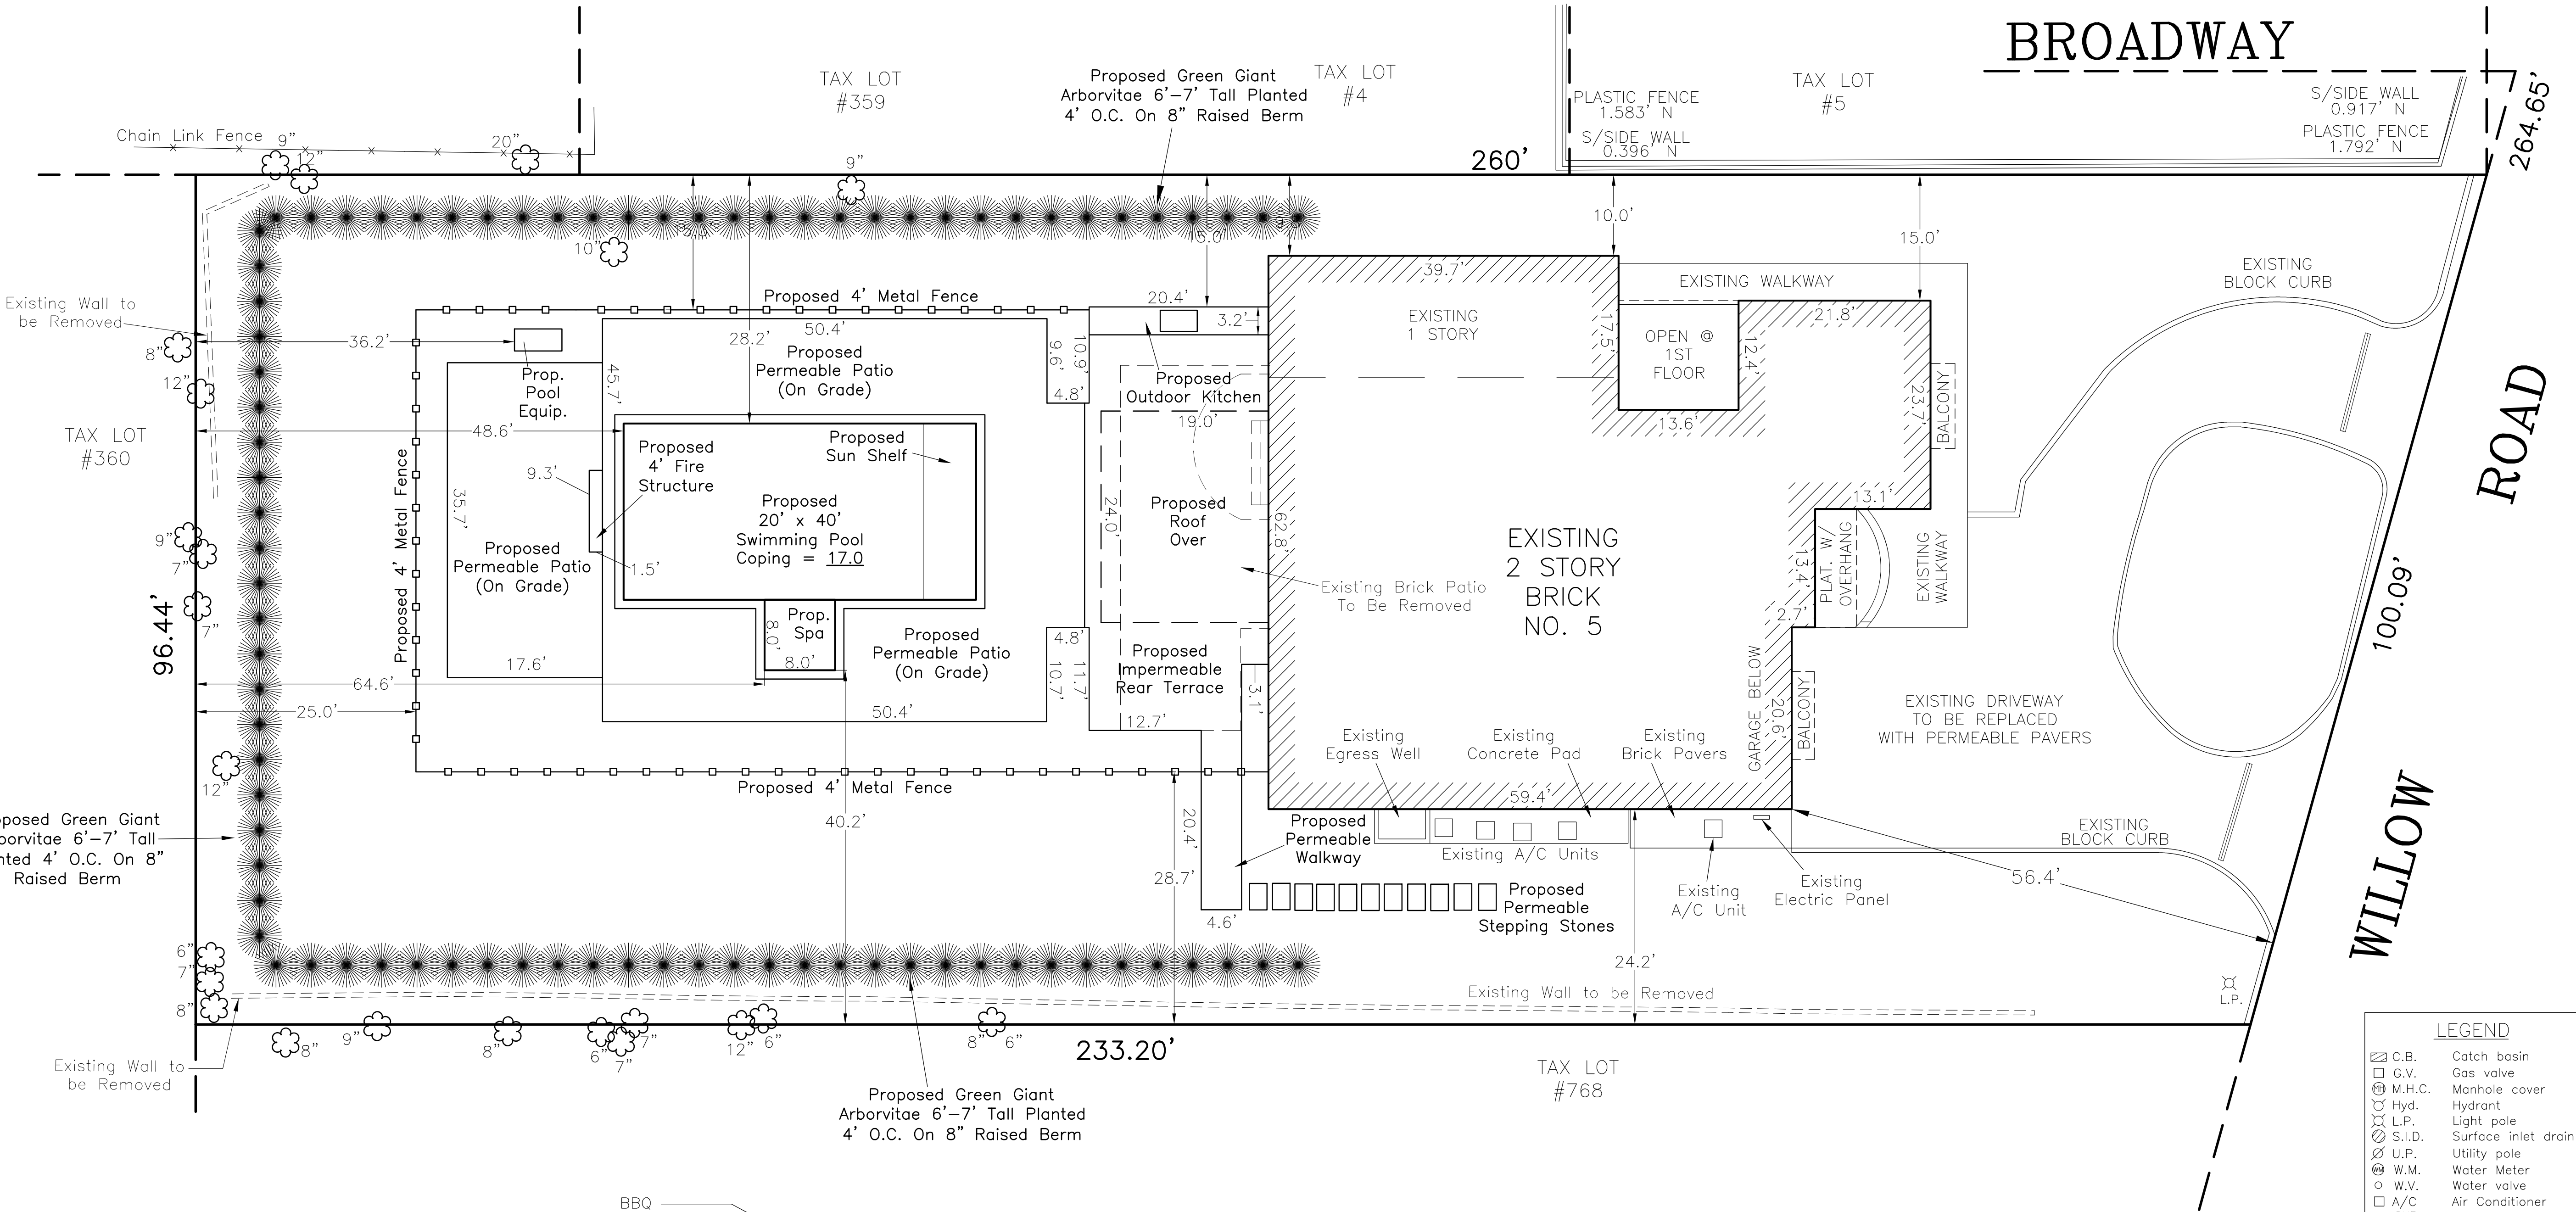 BROADWAY
264.65'
TAX LOT
#359
Proposed Green Giant
Arborvitae 6'-7' Tall Planted
4' O.C. On 8" Raised Berm
TAX LOT
#4
TAX LOT
#5
PLASTIC FENCE
1.583' N
S/SIDE WALL
0.396' N
S/SIDE WALL
0.917' N
PLASTIC FENCE
1.792' N
Chain Link Fence
9"
12"
20"
9"
260'
10"
15.3'
15.0'
9.8'
10.0'
15.0'
Existing Wall to
be Removed
8"
12"
36.2'
Proposed 4' Metal Fence
50.4'
28.2'
20.4'
3.2'
39.7'
EXISTING
1 STORY
17.5'
EXISTING WALKWAY
OPEN @
1ST
FLOOR
12.4'
13.6'
21.8'
23.7'
BALCONY
EXISTING
BLOCK CURB
Prop.
Pool
Equip.
45.7'
Proposed
Permeable Patio
(On Grade)
9.6'
10.9'
4.8'
Proposed
Outdoor Kitchen
19.0'
TAX LOT
#360
48.6'
Proposed 4' Metal Fence
35.7'
9.3'
Proposed
4' Fire
Structure
Proposed
Sun Shelf
Proposed
20' x 40'
Swimming Pool
Coping = 17.0
24.0'
Proposed
Roof
Over
62.8'
EXISTING
2 STORY
BRICK
NO. 5
13.1'
13.4'
PLAT. W/
OVERHANG
EXISTING
WALKWAY
2.7'
ROAD
9"
7"
7"
Proposed
Permeable Patio
(On Grade)
1.5'
Existing Brick Patio
To Be Removed
96.44'
100.09'
Prop.
Spa
8.0'
8.0'
Proposed
Permeable Patio
(On Grade)
4.8'
10.7'
11.7'
Proposed
Impermeable
Rear Terrace
3.1'
17.6'
64.6'
25.0'
50.4'
12.7'
GARAGE BELOW
20.6'
BALCONY
EXISTING DRIVEWAY
TO BE REPLACED
WITH PERMEABLE PAVERS
Existing
Egress Well
Existing
Concrete Pad
Existing
Brick Pavers
12"
Proposed 4' Metal Fence
59.4'
WILLOW
oposed Green Giant
borvitae 6'-7' Tall
nted 4' O.C. On 8"
Raised Berm
40.2'
20.4'
28.7'
Proposed
Permeable
Walkway
Existing A/C Units
EXISTING
BLOCK CURB
56.4'
4.6'
Proposed
Permeable
Stepping Stones
Existing
A/C Unit
Existing
Electric Panel
6"
7"
8"
24.2'
Existing Wall to be Removed
L.P.
8"
9"
8"
6"
7"
7"
12"
6"
8"
6"
233.20'
Existing Wall to
be Removed
TAX LOT
#768
Proposed Green Giant
Arborvitae 6'-7' Tall Planted
4' O.C. On 8" Raised Berm
BBQ
LEGEND
C.B. Catch basin
G.V. Gas valve
MH M.H.C. Manhole cover
Hyd. Hydrant
L.P. Light pole
S.I.D. Surface inlet drain
U.P. Utility pole
WM W.M. Water Meter
W.V. Water valve
A/C Air Conditioner